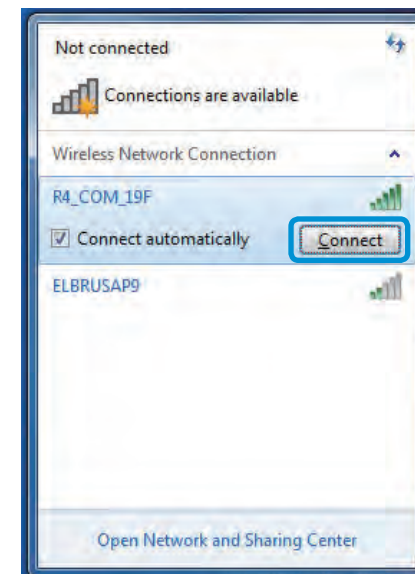 Not connected
Connections are available
Wireless Network Connection
R4_COM_19F
Connect automatically
Connect
ELBRUSAP9
Open Network and Sharing Center